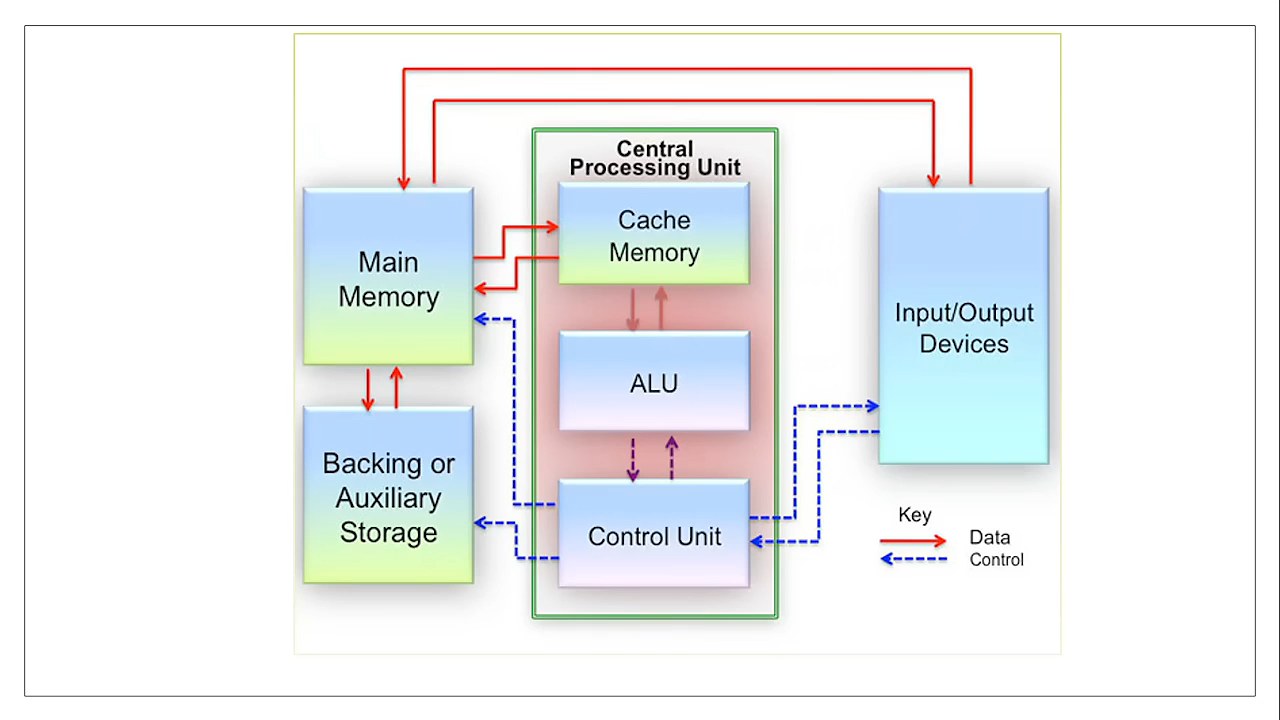 Central
Processing Unit
Cache
Memory
Main
Memory
Input/Output
Devices
ALU
Backing or
Auxiliary
Storage
Control Unit
Key
Data
Control